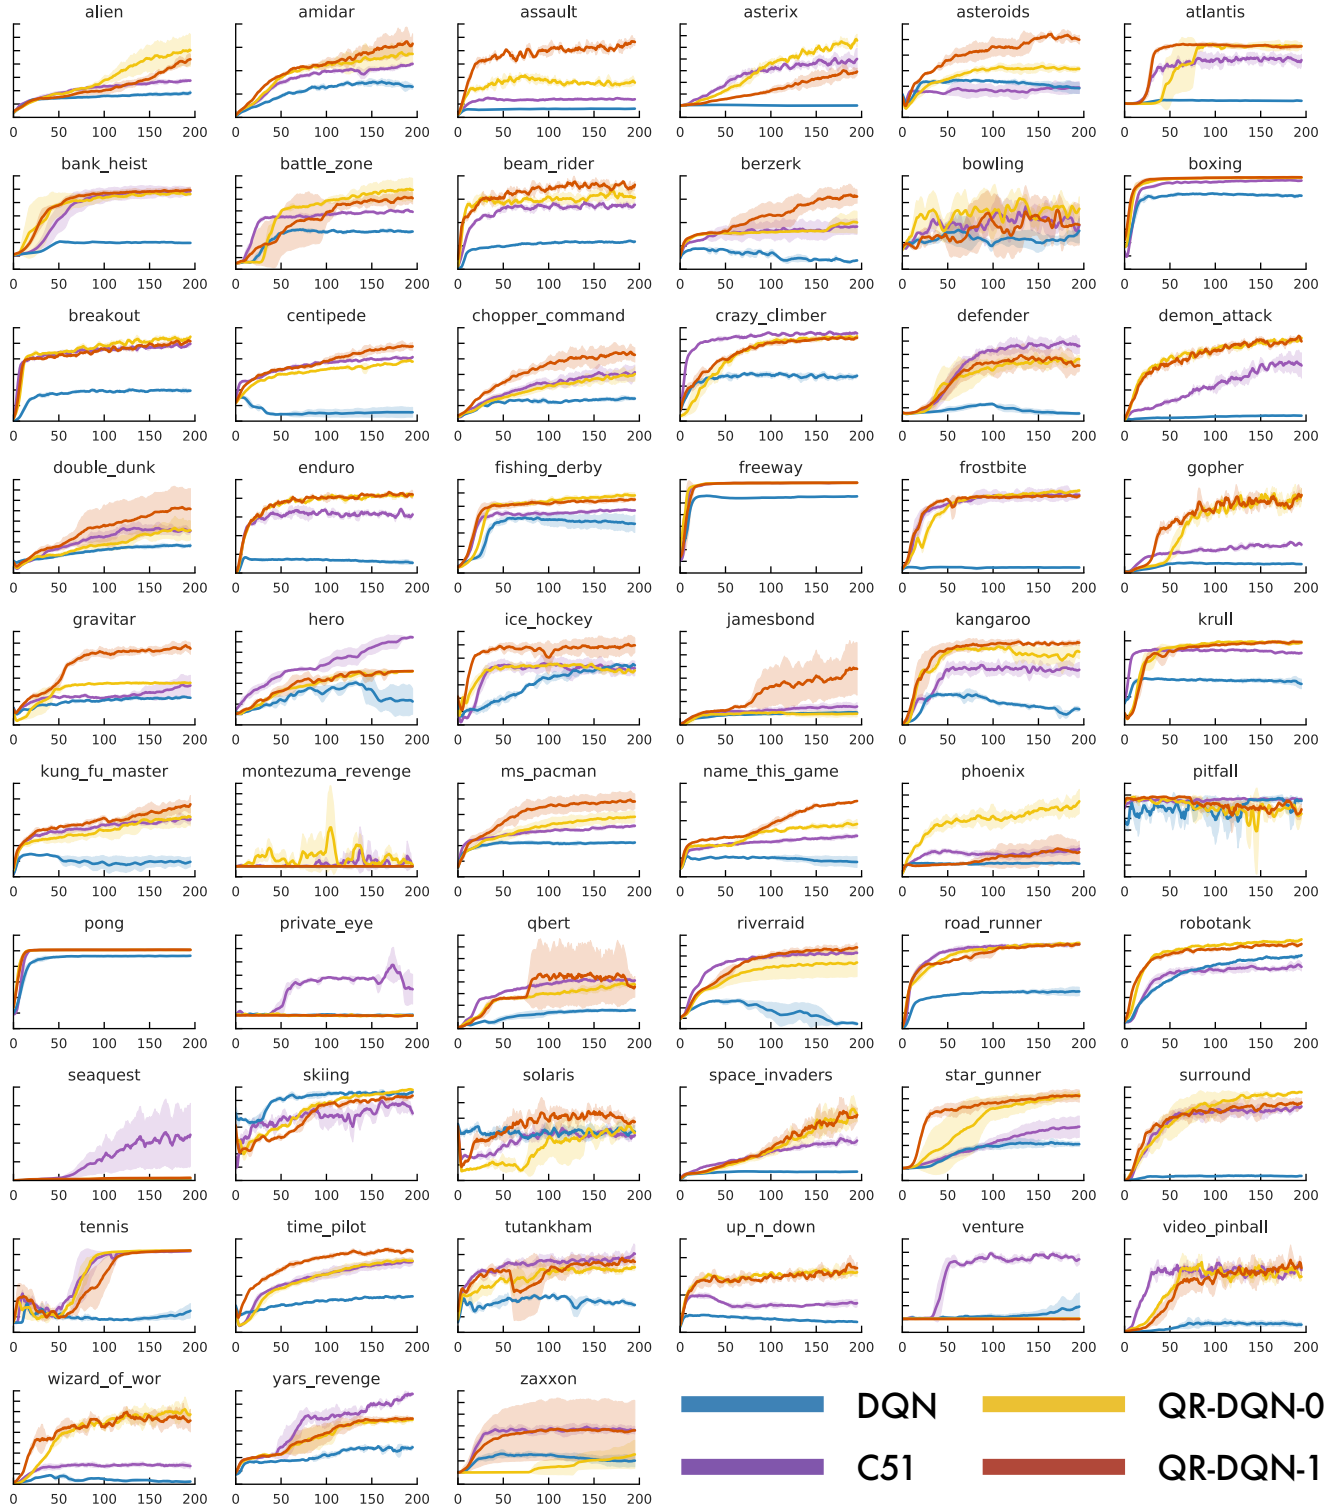 alien amidar assault asterix asteroids atlantis
0 50 100 150 200 0 50 100 150 200 0 50 100 150 200 0 50 100 150 200 0 50 100 150 200 0 50 100 150 200
bank_heist battle_zone beam_rider berzerk bowling boxing
0 50 100 150 200 0 50 100 150 200 0 50 100 150 200 0 50 100 150 200 0 50 100 150 200 0 50 100 150 200
breakout centipede chopper_command crazy_climber defender demon_attack
0 50 100 150 200 0 50 100 150 200 0 50 100 150 200 0 50 100 150 200 0 50 100 150 200 0 50 100 150 200
double_dunk enduro fishing_derby freeway frostbite gopher
0 50 100 150 200 0 50 100 150 200 0 50 100 150 200 0 50 100 150 200 0 50 100 150 200 0 50 100 150 200
gravitar hero ice_hockey jamesbond kangaroo krull
0 50 100 150 200 0 50 100 150 200 0 50 100 150 200 0 50 100 150 200 0 50 100 150 200 0 50 100 150 200
kung_fu_master montezuma_revenge ms_pacman name_this_game phoenix pitfall
0 50 100 150 200 0 50 100 150 200 0 50 100 150 200 0 50 100 150 200 0 50 100 150 200 0 50 100 150 200
pong private_eye qbert riverraid road_runner robotank
0 50 100 150 200 0 50 100 150 200 0 50 100 150 200 0 50 100 150 200 0 50 100 150 200 0 50 100 150 200
seaquest skiing solaris space_invaders star_gunner surround
0 50 100 150 200 0 50 100 150 200 0 50 100 150 200 0 50 100 150 200 0 50 100 150 200 0 50 100 150 200
tennis time_pilot tutankham up_n_down venture video_pinball
0 50 100 150 200 0 50 100 150 200 0 50 100 150 200 0 50 100 150 200 0 50 100 150 200 0 50 100 150 200
wizard_of_wor yars_revenge zaxxon
0 50 100 150 200 0 50 100 150 200 0 50 100 150 200
DQN QR-DQN-0
C51 QR-DQN-1